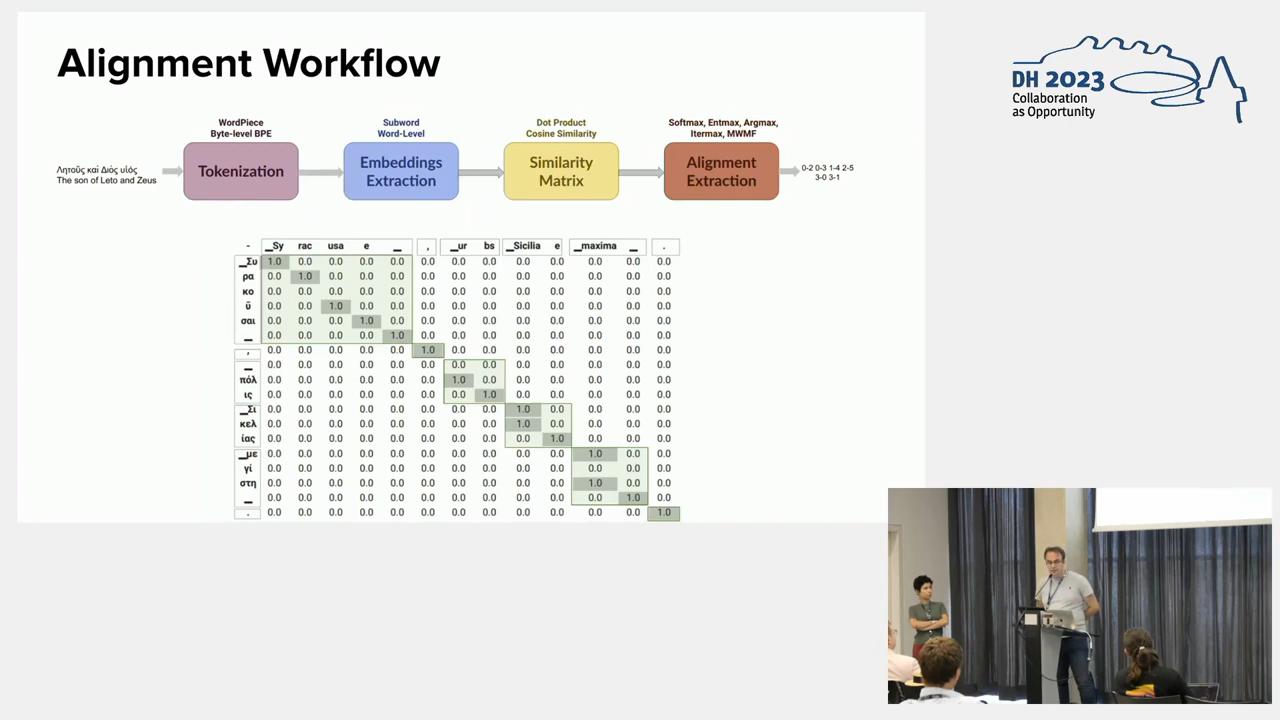 Alignment Workflow
DH 2023
Collaboration
as Opportunity
WordPiece
Byte-level BPE
Subword
Word-Level
Dot Product
Cosine Similarity
Softmax, Entmax, Argmax,
Itermax, MWMF
Λητοῦς καὶ Διὸς υἱός
The son of Leto and Zeus
Tokenization
Embeddings
Extraction
Similarity
Matrix
Alignment
Extraction
0-2 0-3 1-4 2-5
3-0 3-1
- ▁Sy rac usa e ▁ , ▁ur bs ▁Sicilia e ▁maxima ▁ .
▁Συ 1.0 0.0 0.0 0.0 0.0 0.0 0.0 0.0 0.0 0.0 0.0 0.0 0.0
ρα 0.0 1.0 0.0 0.0 0.0 0.0 0.0 0.0 0.0 0.0 0.0 0.0 0.0
κο 0.0 0.0 0.0 0.0 0.0 0.0 0.0 0.0 0.0 0.0 0.0 0.0 0.0
ῦ 0.0 0.0 1.0 0.0 0.0 0.0 0.0 0.0 0.0 0.0 0.0 0.0 0.0
σαι 0.0 0.0 0.0 1.0 0.0 0.0 0.0 0.0 0.0 0.0 0.0 0.0 0.0
▁ 0.0 0.0 0.0 0.0 1.0 0.0 0.0 0.0 0.0 0.0 0.0 0.0 0.0
, 0.0 0.0 0.0 0.0 0.0 1.0 0.0 0.0 0.0 0.0 0.0 0.0 0.0
▁ 0.0 0.0 0.0 0.0 0.0 0.0 0.0 0.0 0.0 0.0 0.0 0.0 0.0
πόλ 0.0 0.0 0.0 0.0 0.0 0.0 1.0 0.0 0.0 0.0 0.0 0.0 0.0
ις 0.0 0.0 0.0 0.0 0.0 0.0 0.0 1.0 0.0 0.0 0.0 0.0 0.0
▁Σι 0.0 0.0 0.0 0.0 0.0 0.0 0.0 0.0 1.0 0.0 0.0 0.0 0.0
κελ 0.0 0.0 0.0 0.0 0.0 0.0 0.0 0.0 1.0 0.0 0.0 0.0 0.0
ίας 0.0 0.0 0.0 0.0 0.0 0.0 0.0 0.0 0.0 1.0 0.0 0.0 0.0
▁με 0.0 0.0 0.0 0.0 0.0 0.0 0.0 0.0 0.0 0.0 1.0 0.0 0.0
γί 0.0 0.0 0.0 0.0 0.0 0.0 0.0 0.0 0.0 0.0 0.0 0.0 0.0
στη 0.0 0.0 0.0 0.0 0.0 0.0 0.0 0.0 0.0 0.0 1.0 0.0 0.0
▁ 0.0 0.0 0.0 0.0 0.0 0.0 0.0 0.0 0.0 0.0 0.0 1.0 0.0
. 0.0 0.0 0.0 0.0 0.0 0.0 0.0 0.0 0.0 0.0 0.0 0.0 1.0